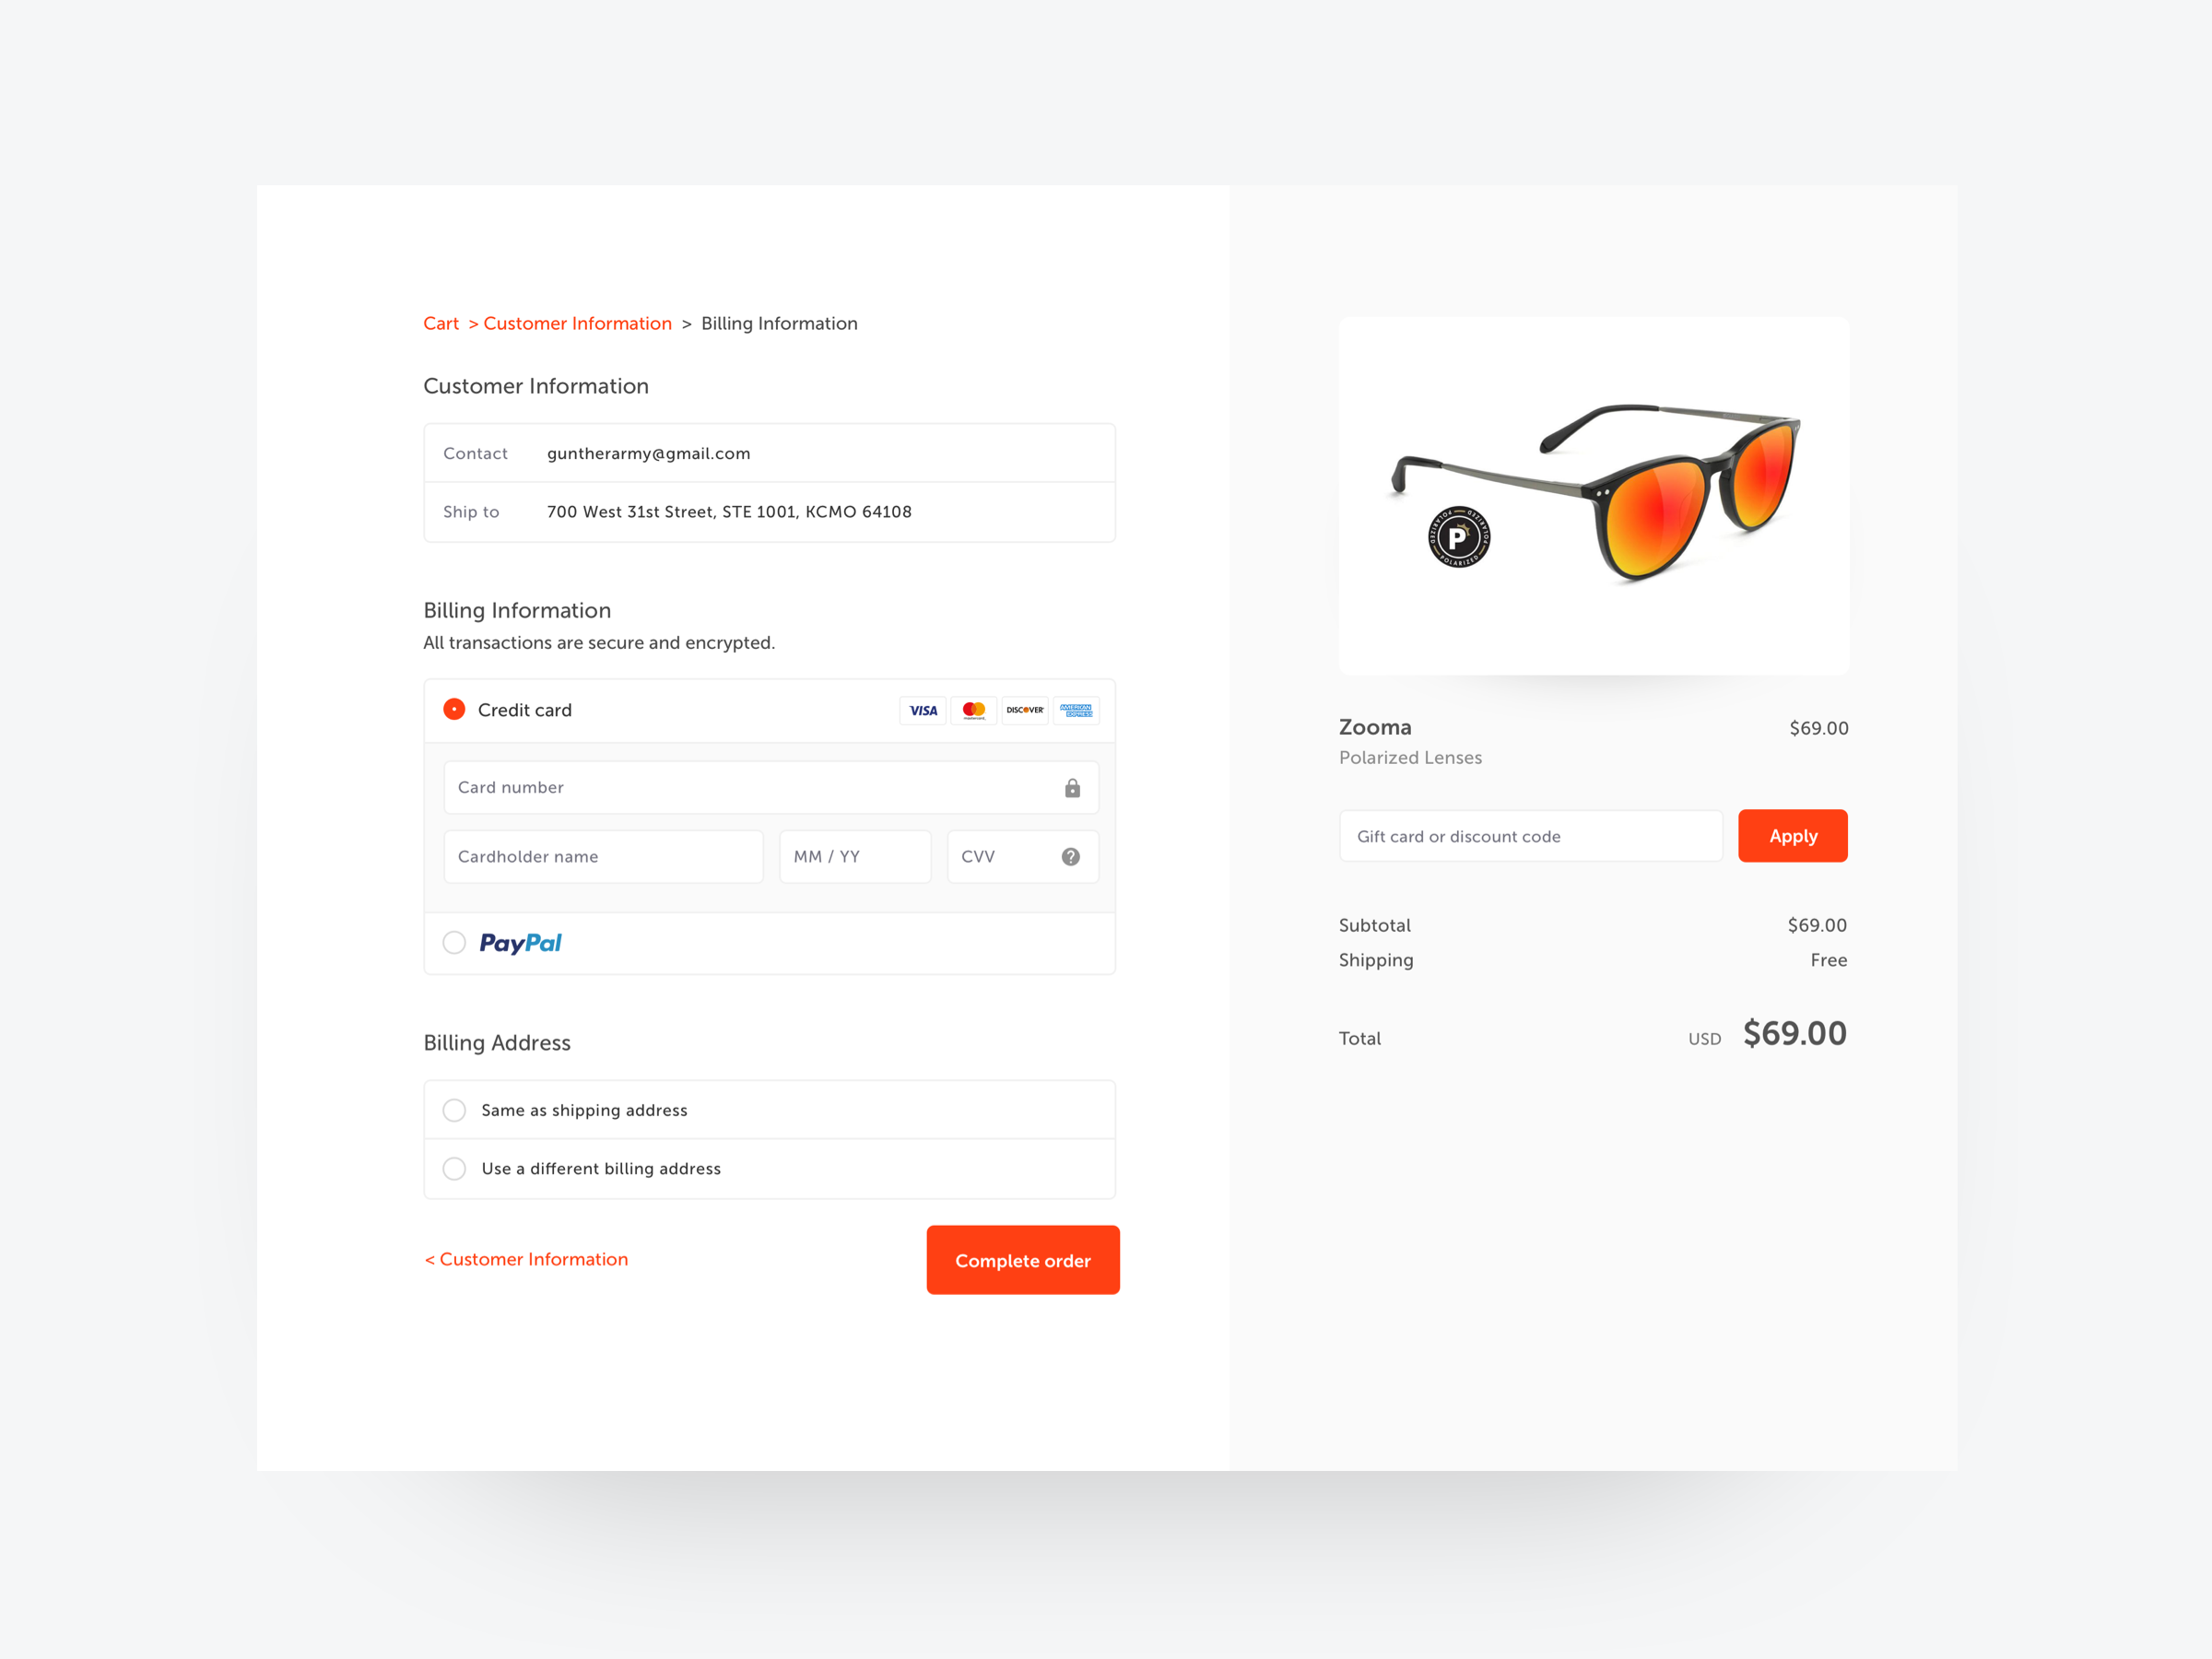 Cart > Customer Information > Billing Information
Customer Information
Contact guntherarmy@gmail.com
Ship to 700 West 31st Street, STE 1001, KCMO 64108
Billing Information
All transactions are secure and encrypted.
Credit card VISA mastercard. DISCOVER AMERICAN EXPRESS
Card number
Cardholder name MM / YY CVV ?
PayPal
Billing Address
Same as shipping address
Use a different billing address
< Customer Information Complete order
POLARIZED POLARIZED POLARIZED
P
Zooma $69.00
Polarized Lenses
Gift card or discount code Apply
Subtotal $69.00
Shipping Free
Total USD $69.00